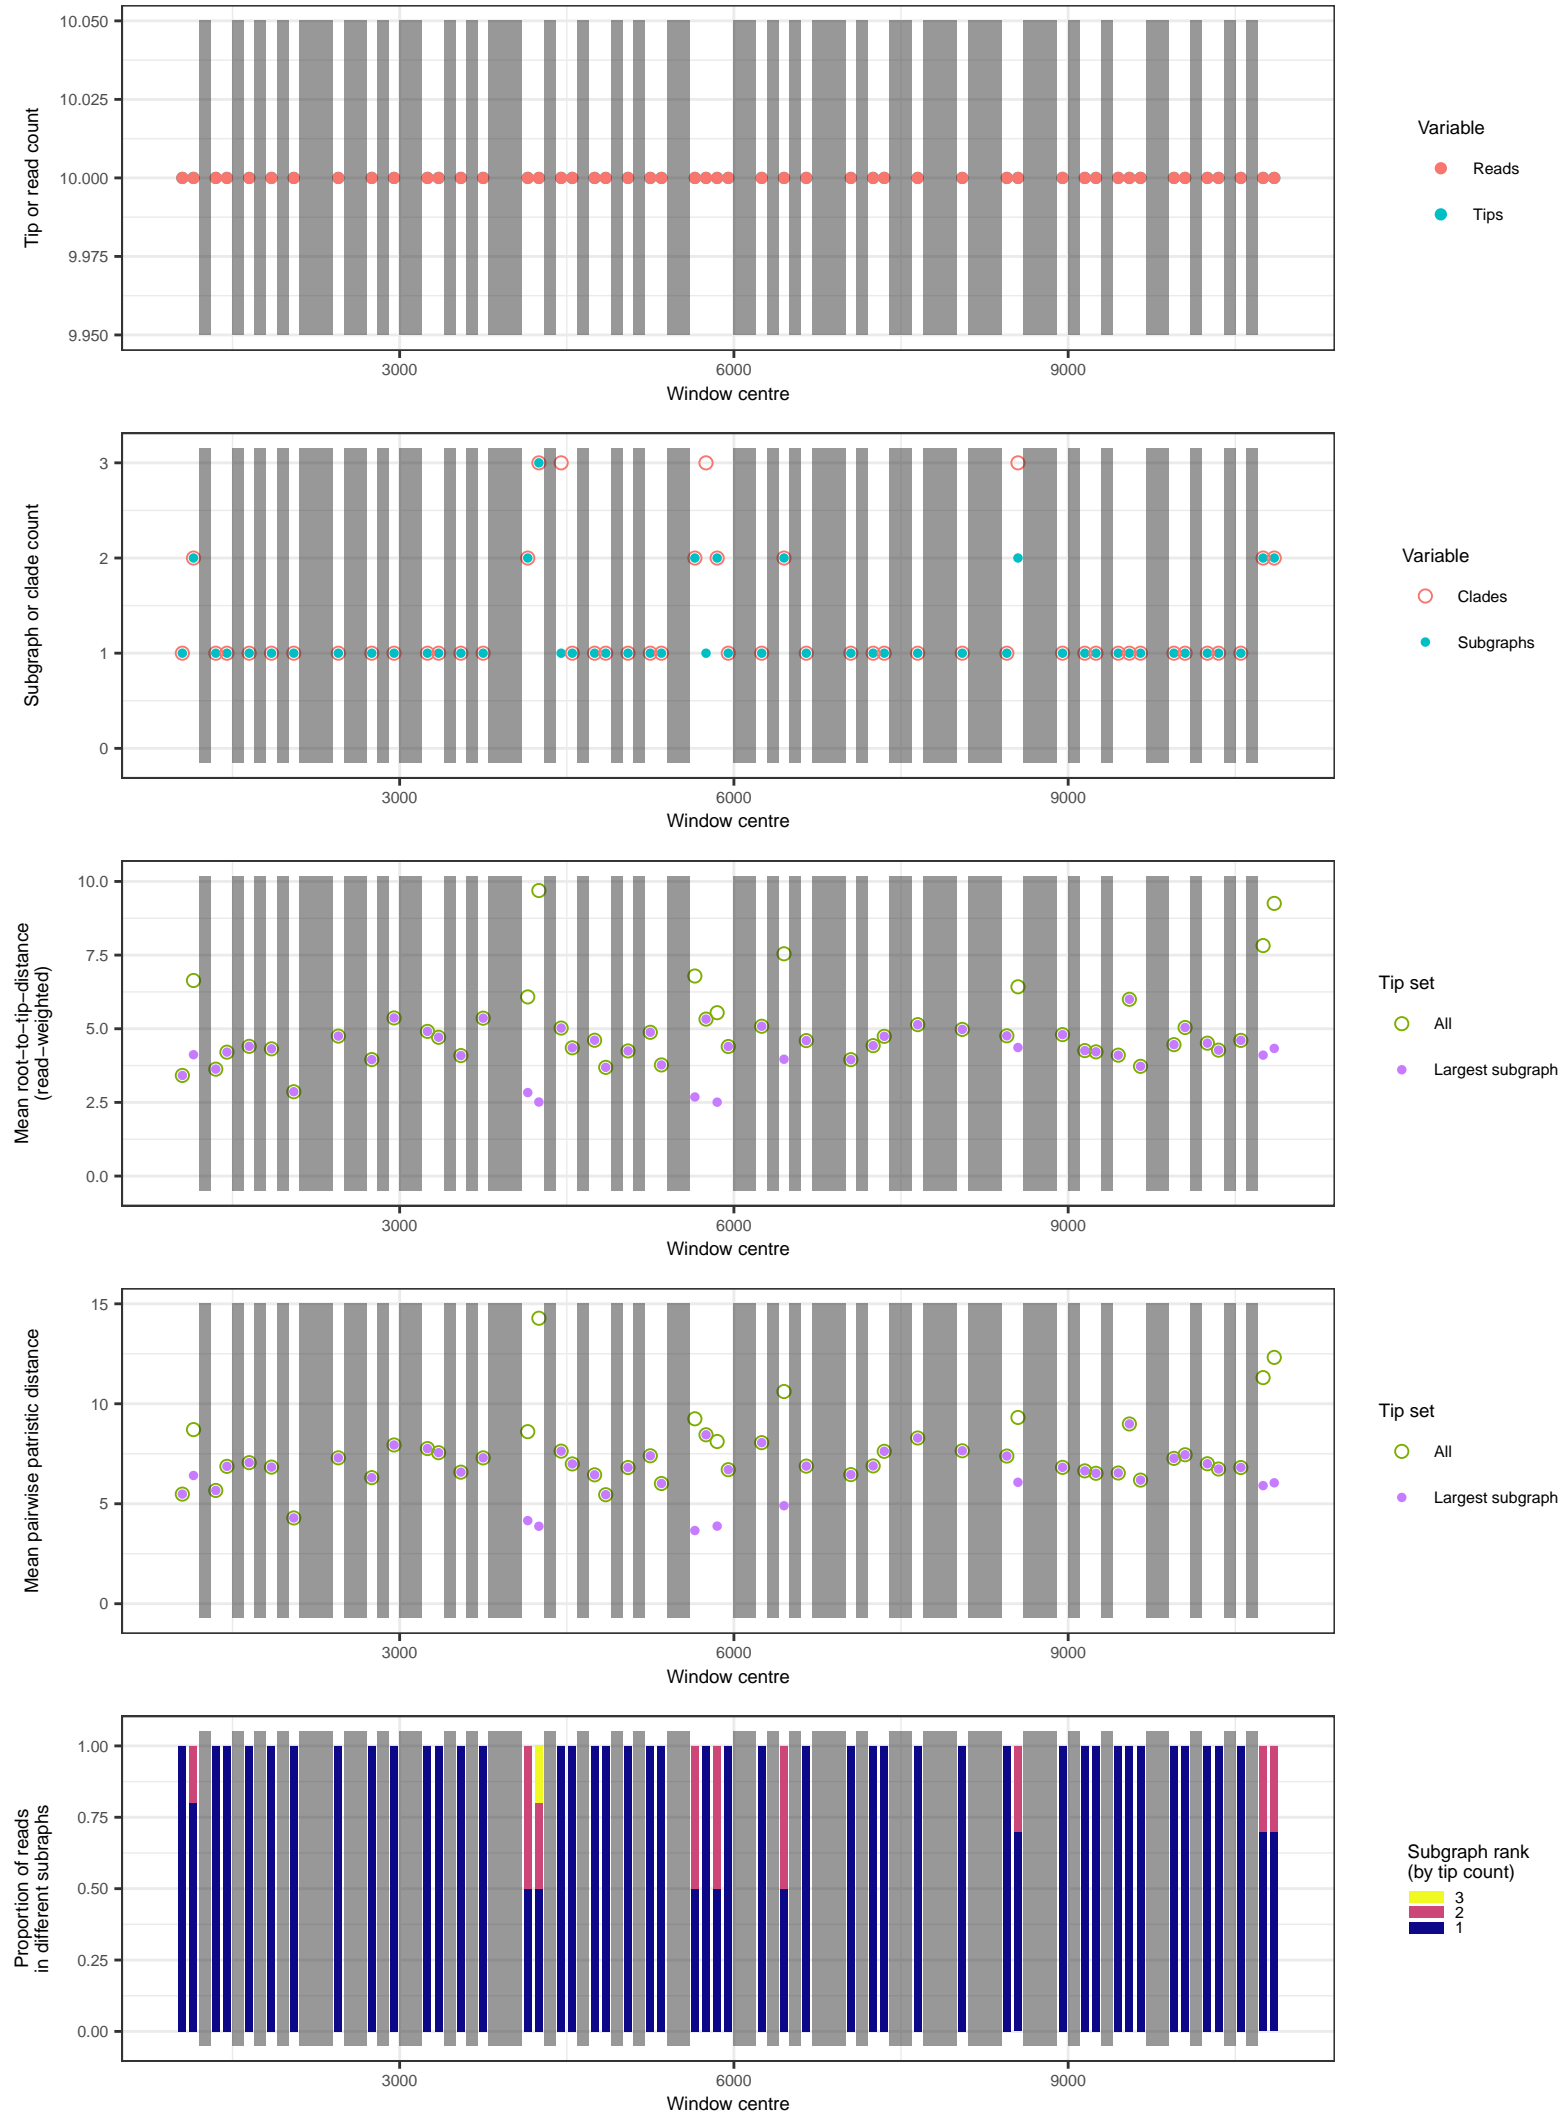 10.050
10.025
10.000
9.975
9.950
Tip or read count
3000 6000 9000
Window centre
Variable
Reads
Tips
3
2
1
0
Subgraph or clade count
3000 6000 9000
Window centre
Variable
Clades
Subgraphs
10.0
7.5
5.0
2.5
0.0
Mean root−to−tip−distance
(read−weighted)
3000 6000 9000
Window centre
Tip set
All
Largest subgraph
15
10
5
0
Mean pairwise patristic distance
3000 6000 9000
Window centre
Tip set
All
Largest subgraph
1.00
0.75
0.50
0.25
0.00
Proportion of reads
in different subraphs
3000 6000 9000
Window centre
Subgraph rank
(by tip count)
3
2
1